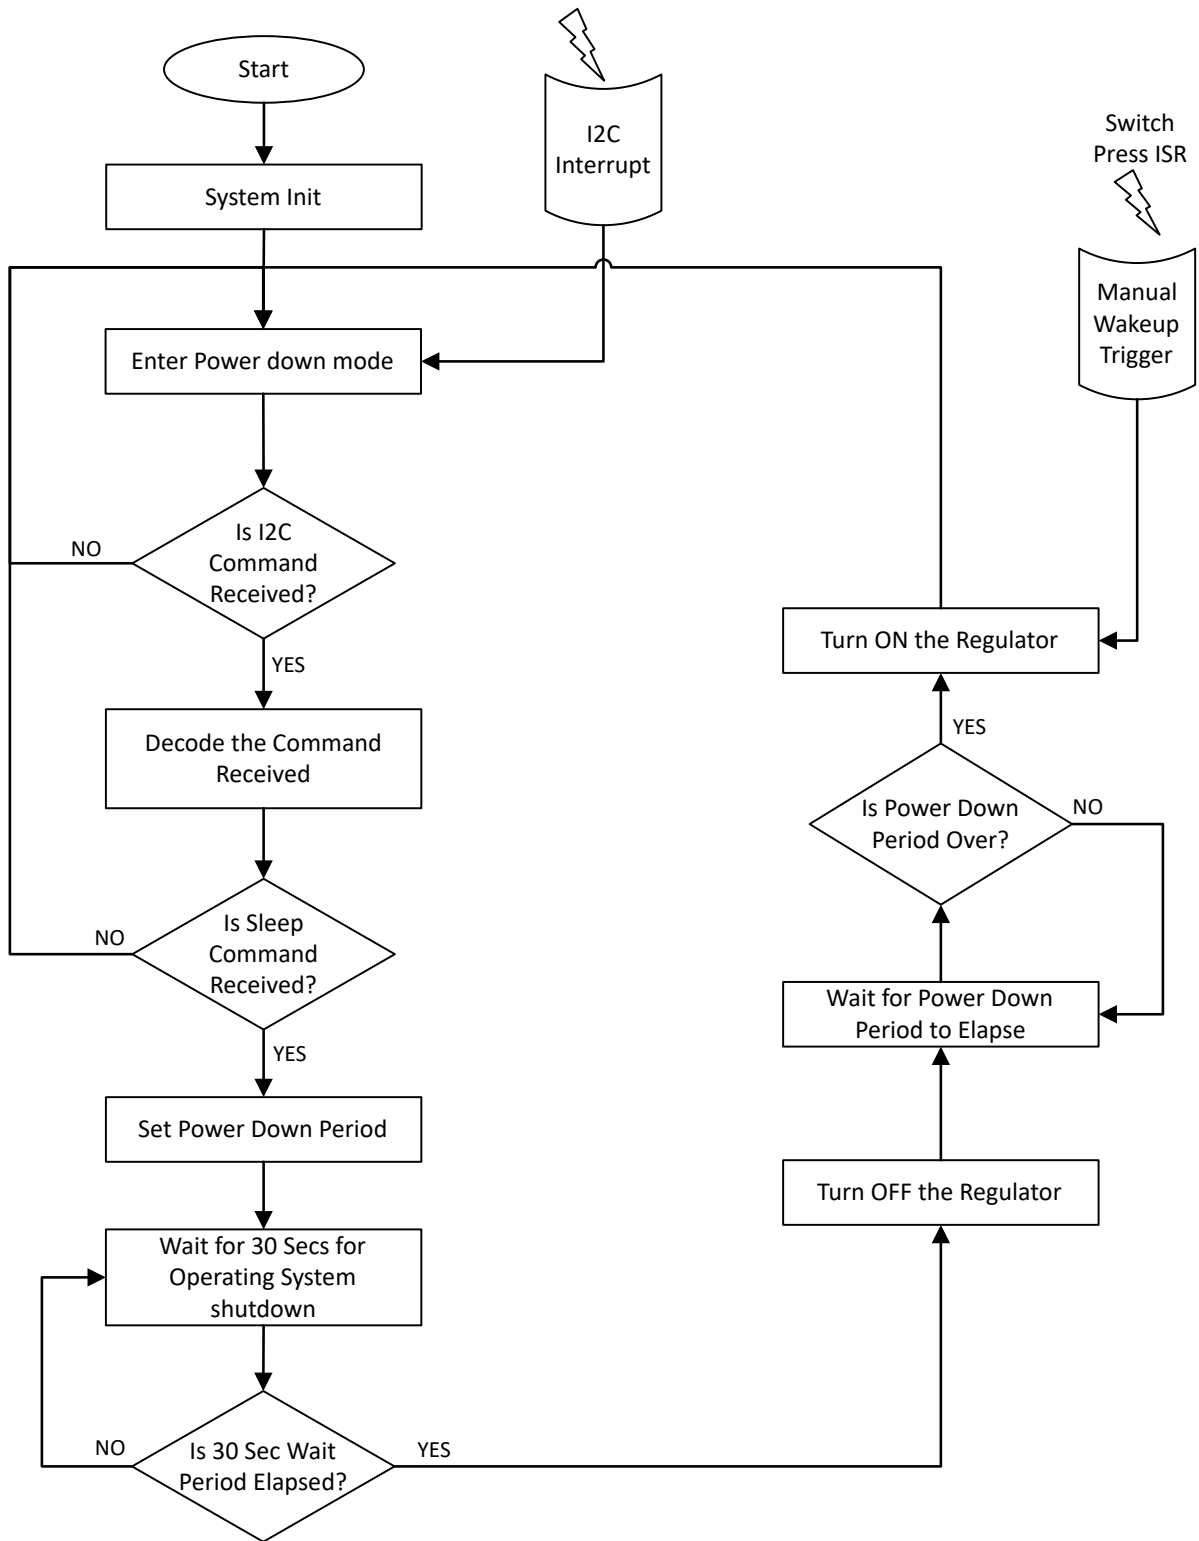 Start
I2C
Interrupt
Switch
Press ISR
System Init
Manual
Wakeup
Trigger
Enter Power down mode
Is I2C
Command
Received?
NO
YES
Turn ON the Regulator
Decode the Command
Received
YES
Is Power Down
Period Over?
NO
Is Sleep
Command
Received?
NO
YES
Wait for Power Down
Period to Elapse
Set Power Down Period
Turn OFF the Regulator
Wait for 30 Secs for
Operating System
shutdown
Is 30 Sec Wait
Period Elapsed?
NO
YES